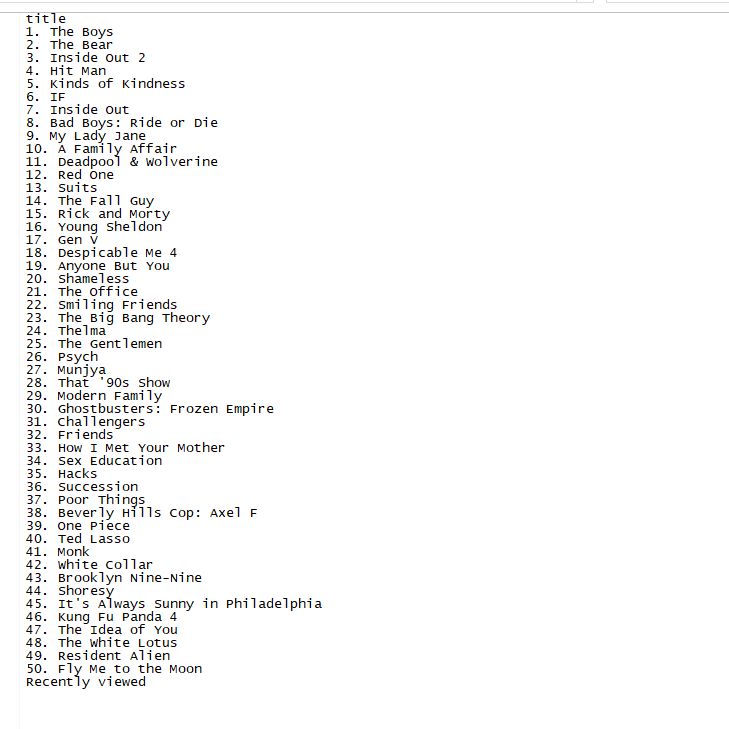 title
1. The Boys
2. The Bear
3. Inside Out 2
4. Hit Man
5. Kinds of Kindness
6. IF
7. Inside Out
8. Bad Boys: Ride or Die
9. My Lady Jane
10. A Family Affair
11. Deadpool & Wolverine
12. Red One
13. Suits
14. The Fall Guy
15. Rick and Morty
16. Young Sheldon
17. Gen V
18. Despicable Me 4
19. Anyone But You
20. Shameless
21. The Office
22. Smiling Friends
23. The Big Bang Theory
24. Thelma
25. The Gentlemen
26. Psych
27. Munjya
28. That '90s Show
29. Modern Family
30. Ghostbusters: Frozen Empire
31. Challengers
32. Friends
33. How I Met Your Mother
34. Sex Education
35. Hacks
36. Succession
37. Poor Things
38. Beverly Hills Cop: Axel F
39. One Piece
40. Ted Lasso
41. Monk
42. White Collar
43. Brooklyn Nine-Nine
44. Shoresy
45. It's Always Sunny in Philadelphia
46. Kung Fu Panda 4
47. The Idea of You
48. The White Lotus
49. Resident Alien
50. Fly Me to the Moon
Recently viewed